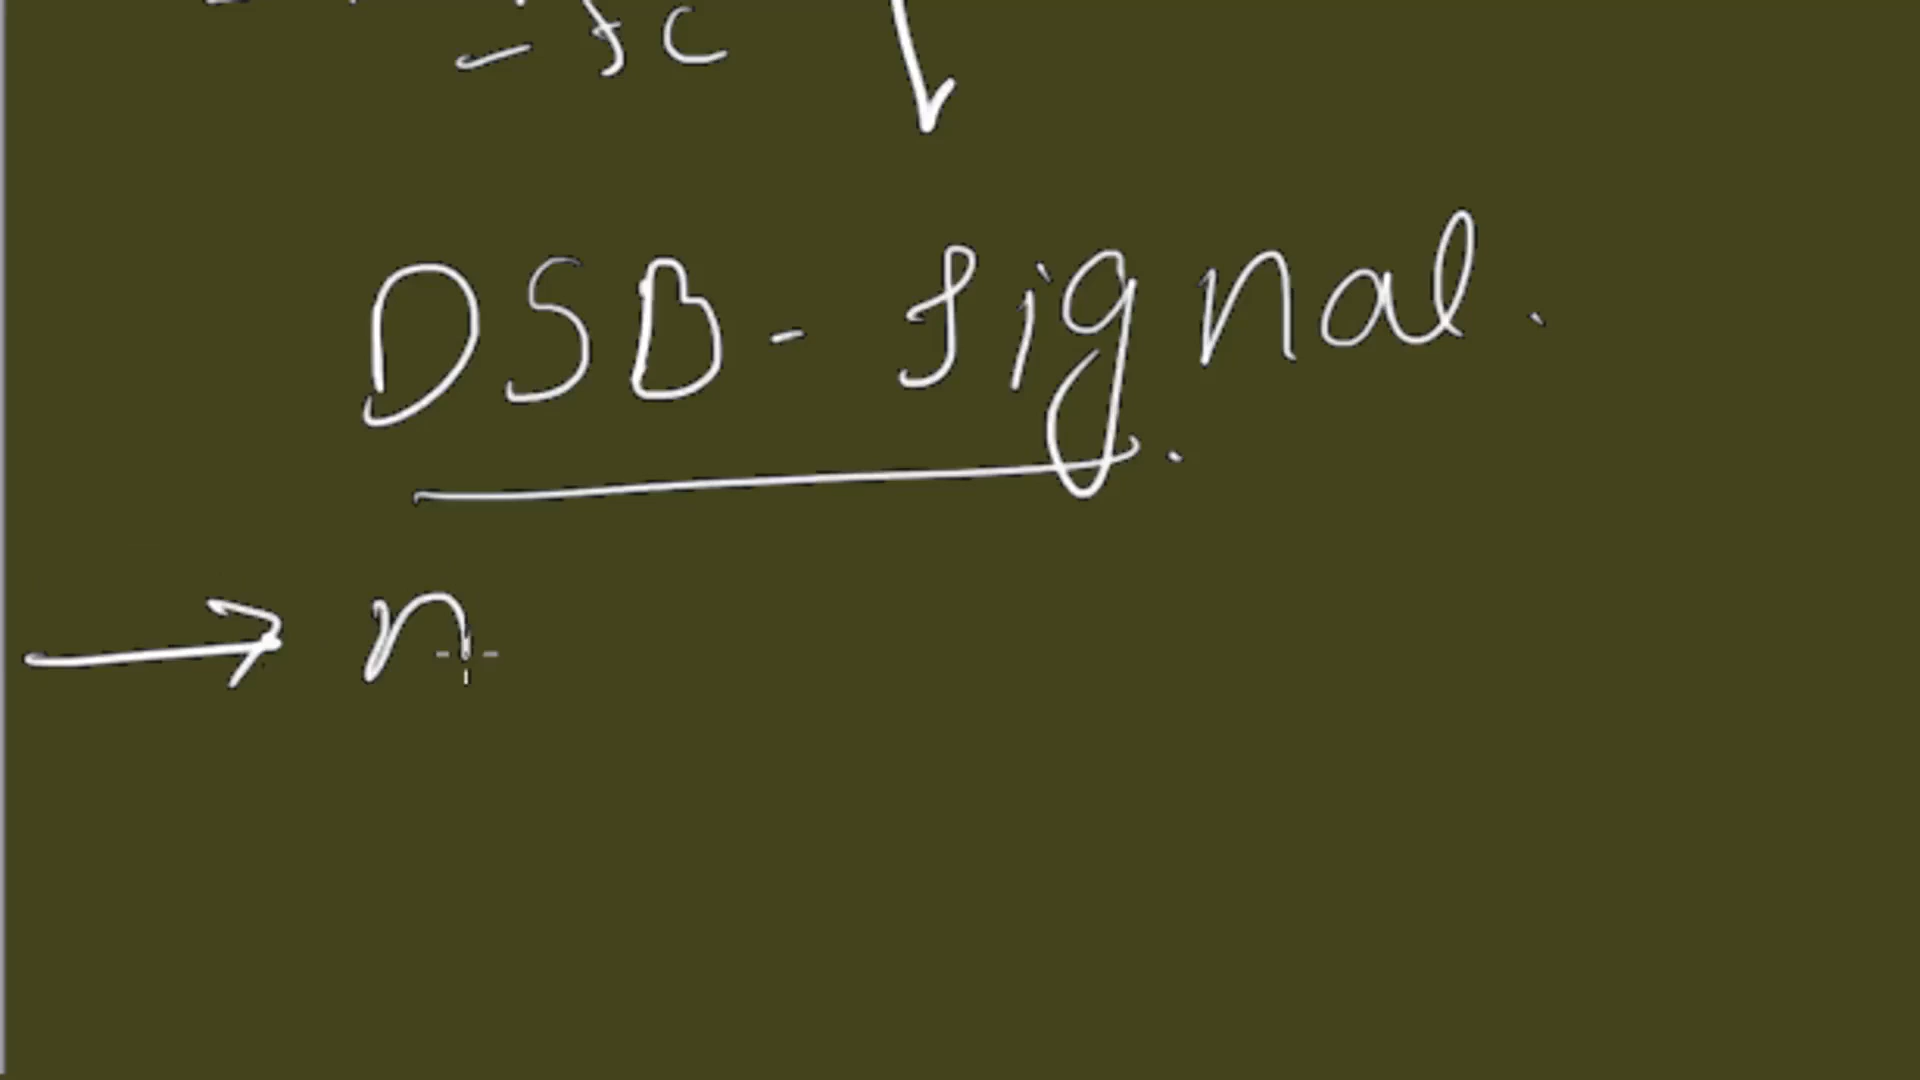 - fc
DSB - Signal.
→ n